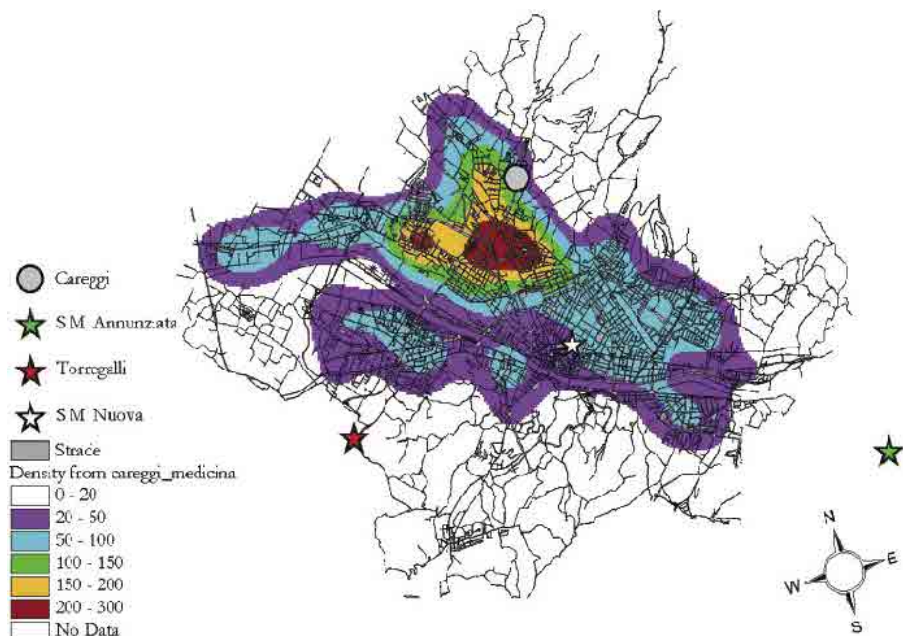 Careggi
S M Annunziata
Torregalli
S M Nuova
Strade
Density from careggi_medicina
0 - 20
20 - 50
50 - 100
100 - 150
150 - 200
200 - 300
No Data
N
W
E
S